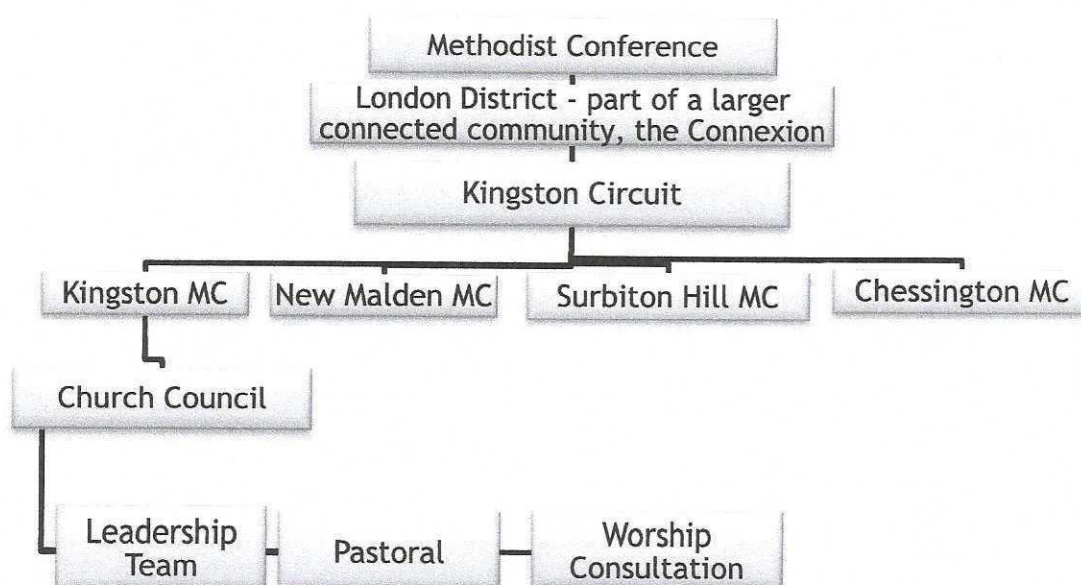 Methodist Conference
London District - part of a larger
connected community, the Connexion
Kingston Circuit
Kingston MC
New Malden MC
Surbiton Hill MC
Chessington MC
Church Council
Leadership
Team
Pastoral
Worship
Consultation